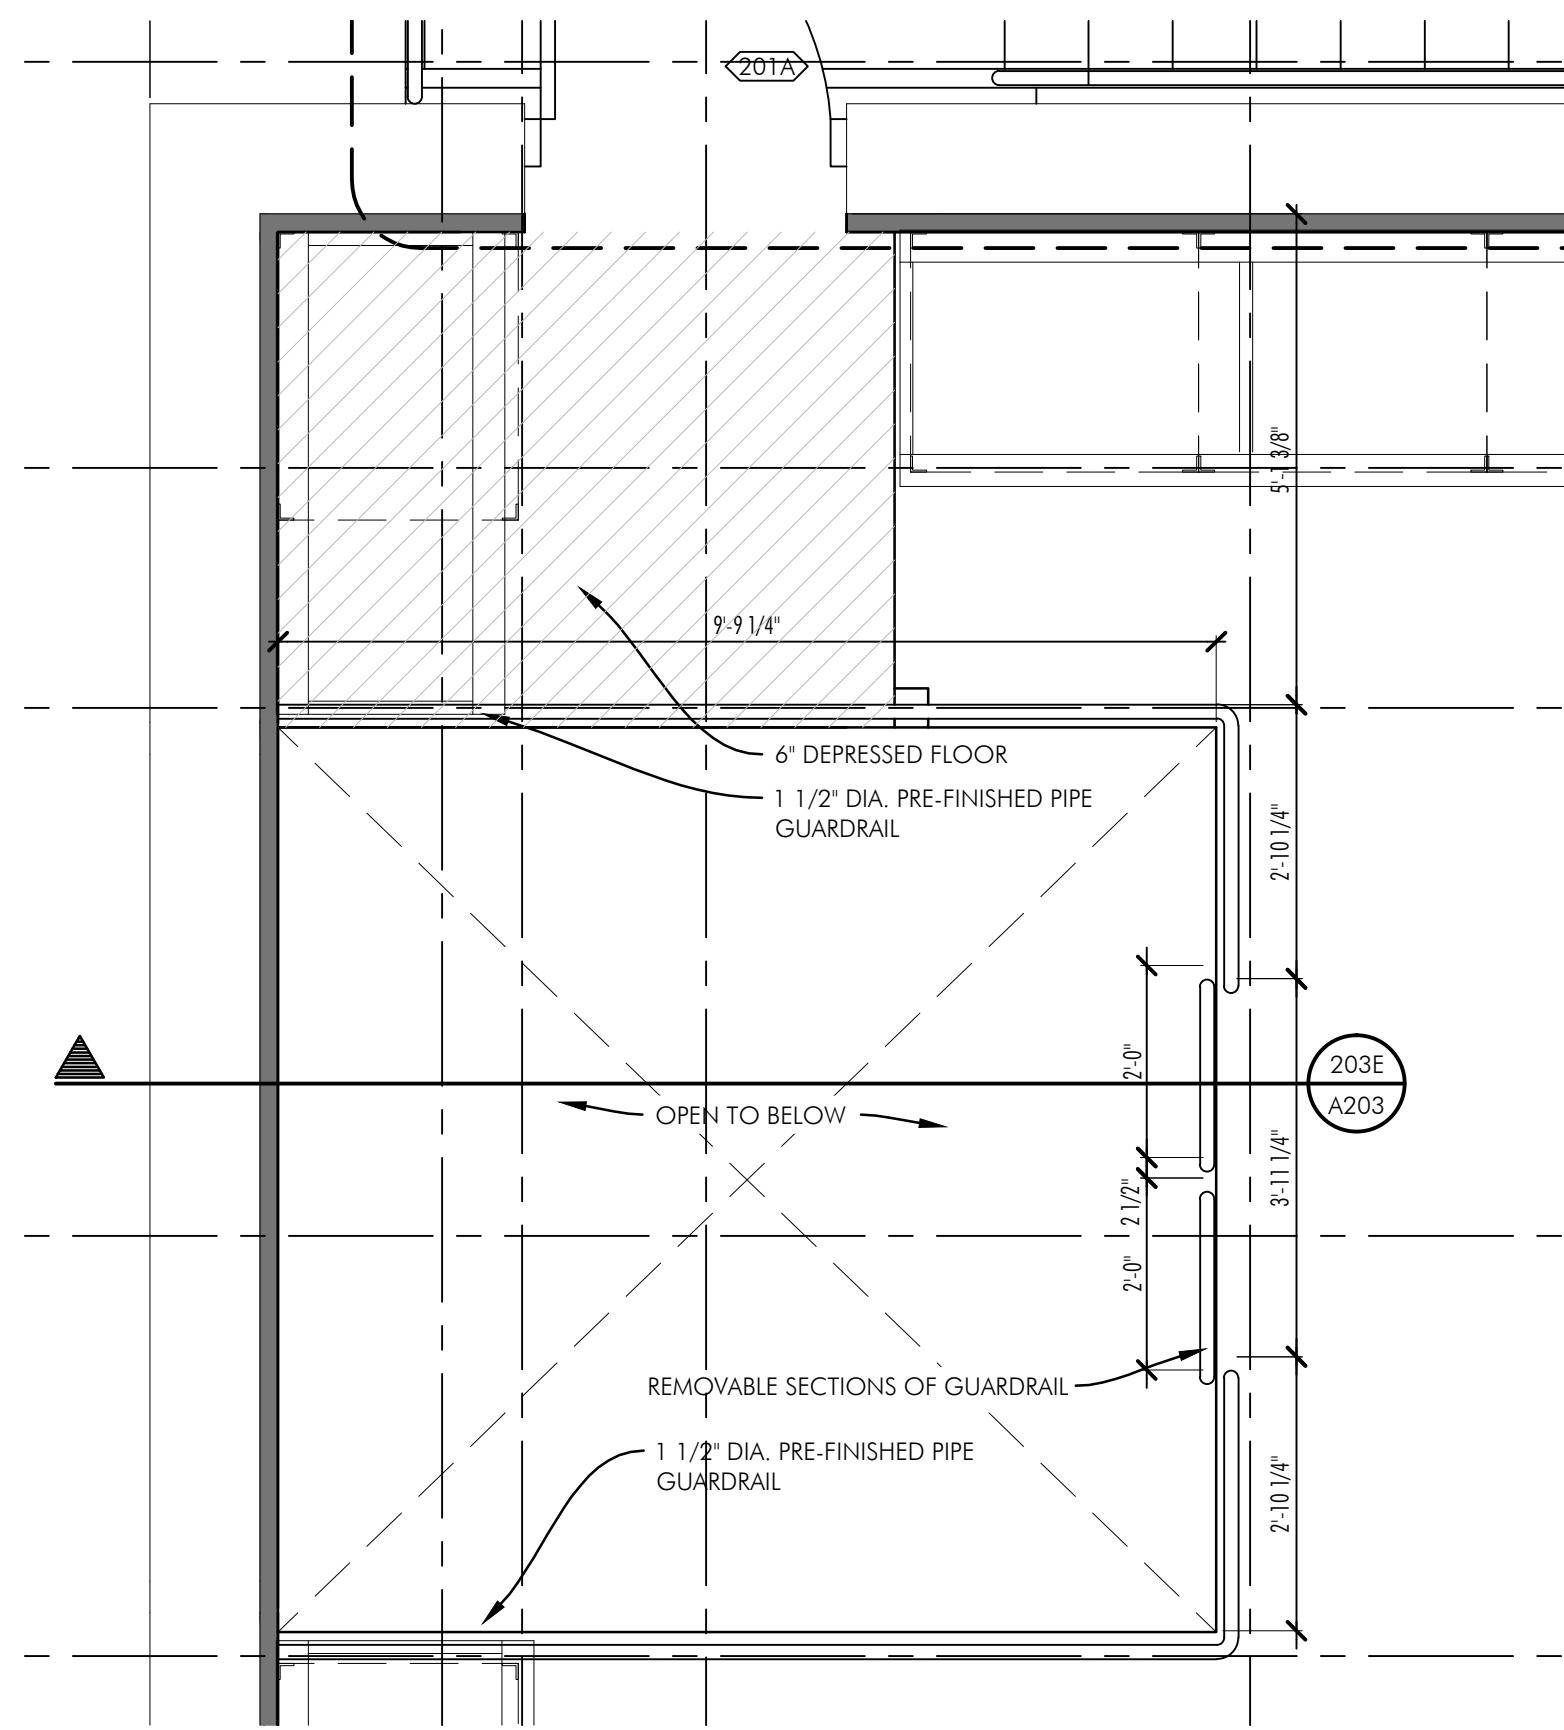 201A
5'-1 3/8"
9'-9 1/4"
6" DEPRESSED FLOOR
1 1/2" DIA. PRE-FINISHED PIPE
GUARDRAIL
2'-10 1/4"
2'-0"
203E
A203
OPEN TO BELOW
3'-11 1/4"
2 1/2"
2'-0"
REMOVABLE SECTIONS OF GUARDRAIL
1 1/2" DIA. PRE-FINISHED PIPE
GUARDRAIL
2'-10 1/4"